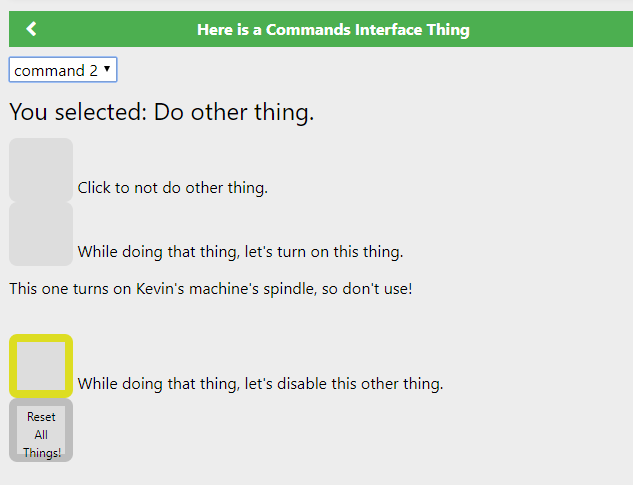 Here is a Commands Interface Thing
command 2
You selected: Do other thing.
Click to not do other thing.
While doing that thing, let's turn on this thing.
This one turns on Kevin's machine's spindle, so don't use!
While doing that thing, let's disable this other thing.
Reset
All
Things!